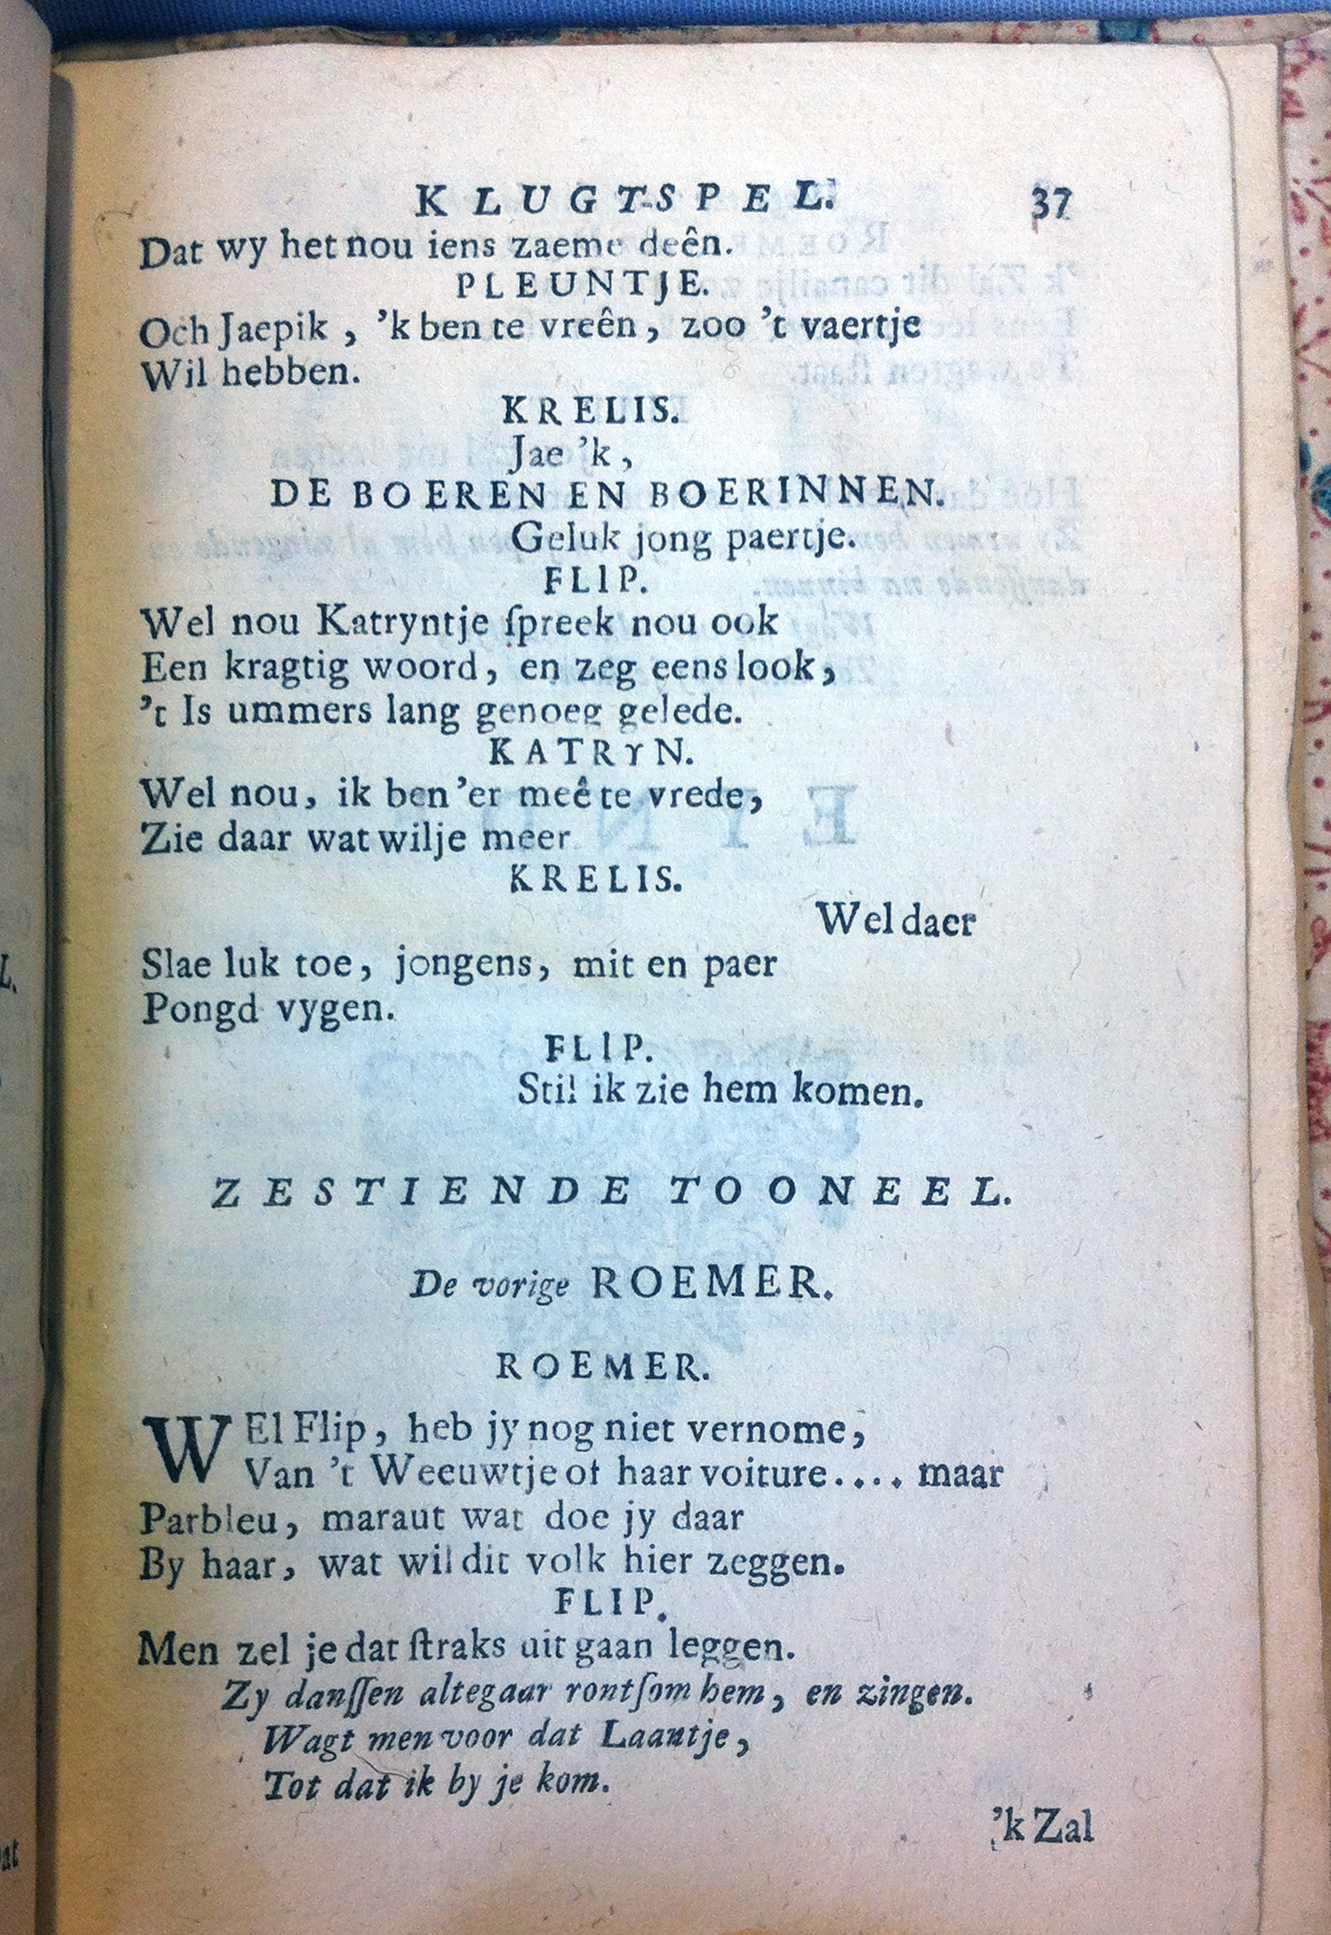 KLUGTSPEL. 37
Dat wy het nou iens zaeme deên.
PLEUNTJE.
Och Jaepik, 'k ben te vreên, zoo 't vaertje
Wil hebben.
KRELIS.
Jae 'k,
DE BOEREN EN BOERINNEN.
Geluk jong paertje.
FLIP.
Wel nou Katryntje ſpreek nou ook
Een kragtig woord, en zeg eens look,
't Is ummers lang genoeg gelede.
KATRYN.
Wel nou, ik ben 'er meê te vrede,
Zie daar wat wilje meer
KRELIS.
Wel daer
Slae luk toe, jongens, mit en paer
Pongd vygen.
FLIP.
Stil ik zie hem komen.
ZESTIENDE TOONEEL.
De vorige ROEMER.
ROEMER.
WEl Flip, heb jy nog niet vernome,
Van 't Weeuwtje of haar voiture.... maar
Parbleu, maraut wat doe jy daar
By haar, wat wil dit volk hier zeggen.
FLIP.
Men zel je dat ſtraks uit gaan leggen.
Zy danſſen altegaar rontſom hem, en zingen.
Wagt men voor dat Laantje,
Tot dat ik by je kom.
'k Zal